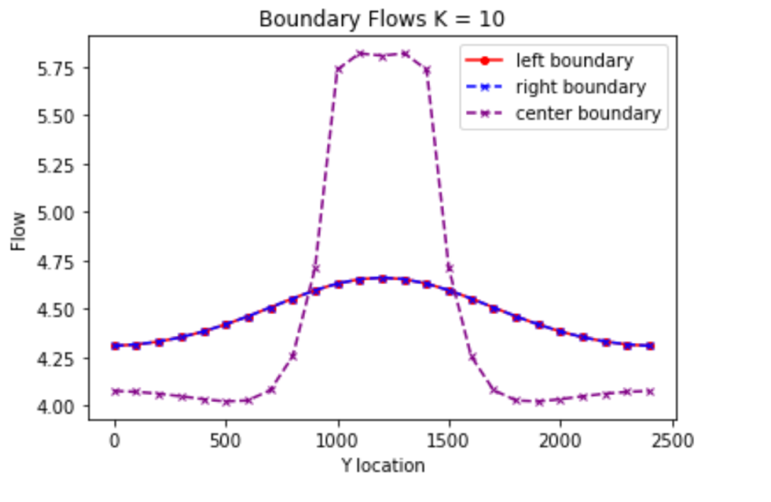 Boundary Flows K = 10
left boundary
right boundary
center boundary
5.75
5.50
5.25
5.00
4.75
4.50
4.25
4.00
Flow
0 500 1000 1500 2000 2500
Y location